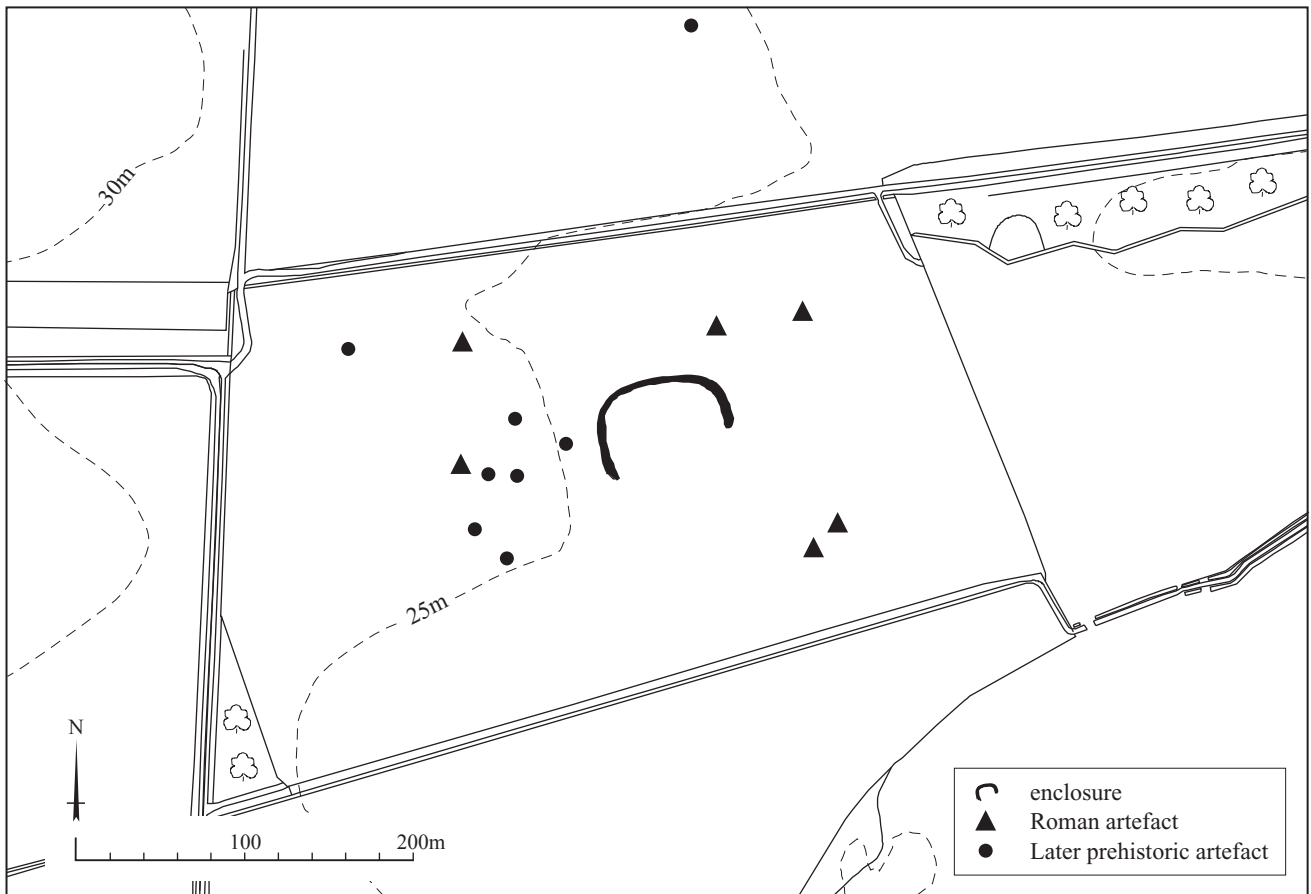 30m
25m
N
100
200m
enclosure
Roman artefact
Later prehistoric artefact